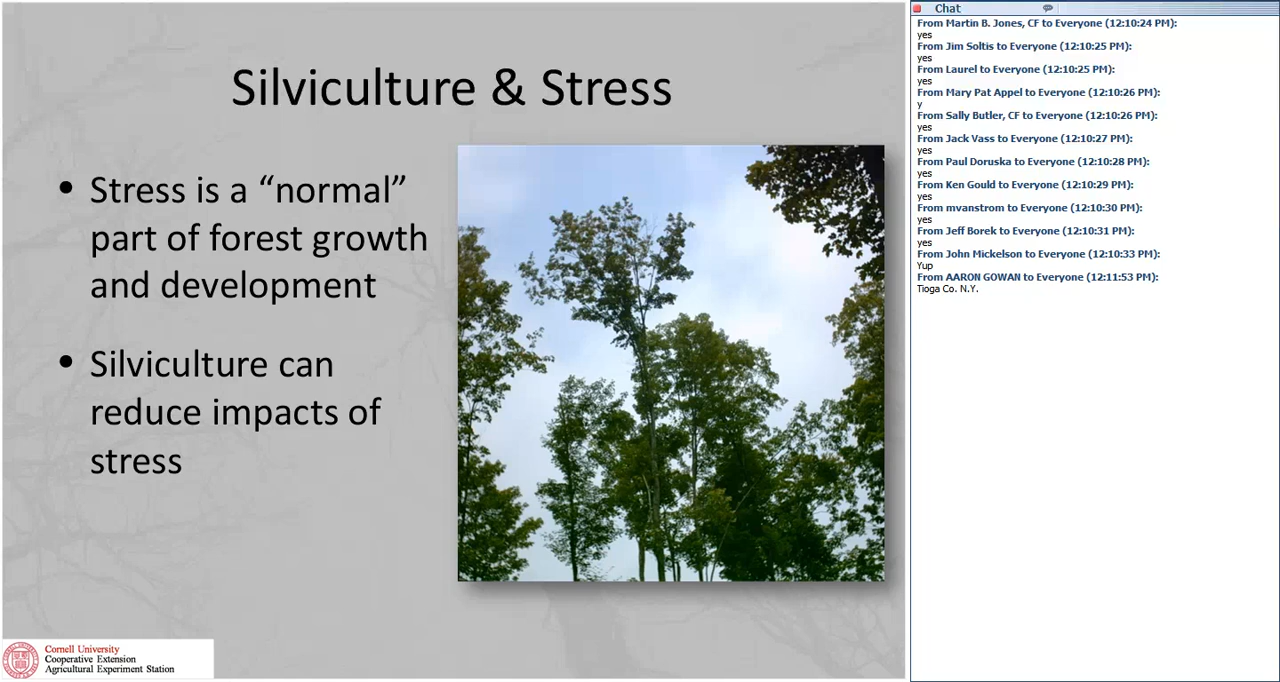 Silviculture & Stress
• Stress is a “normal”
part of forest growth
and development
• Silviculture can
reduce impacts of
stress
Cornell University
Cooperative Extension
Agricultural Experiment Station
Chat
From Martin B. Jones, CF to Everyone (12:10:24 PM):
yes
From Jim Soltis to Everyone (12:10:25 PM):
yes
From Laurel to Everyone (12:10:25 PM):
yes
From Mary Pat Appel to Everyone (12:10:26 PM):
y
From Sally Butler, CF to Everyone (12:10:26 PM):
yes
From Jack Vass to Everyone (12:10:27 PM):
yes
From Paul Doruska to Everyone (12:10:28 PM):
yes
From Ken Gould to Everyone (12:10:29 PM):
yes
From mvanstrom to Everyone (12:10:30 PM):
yes
From Jeff Borek to Everyone (12:10:31 PM):
yes
From John Mickelson to Everyone (12:10:33 PM):
Yup
From AARON GOWAN to Everyone (12:11:53 PM):
Tioga Co. N.Y.